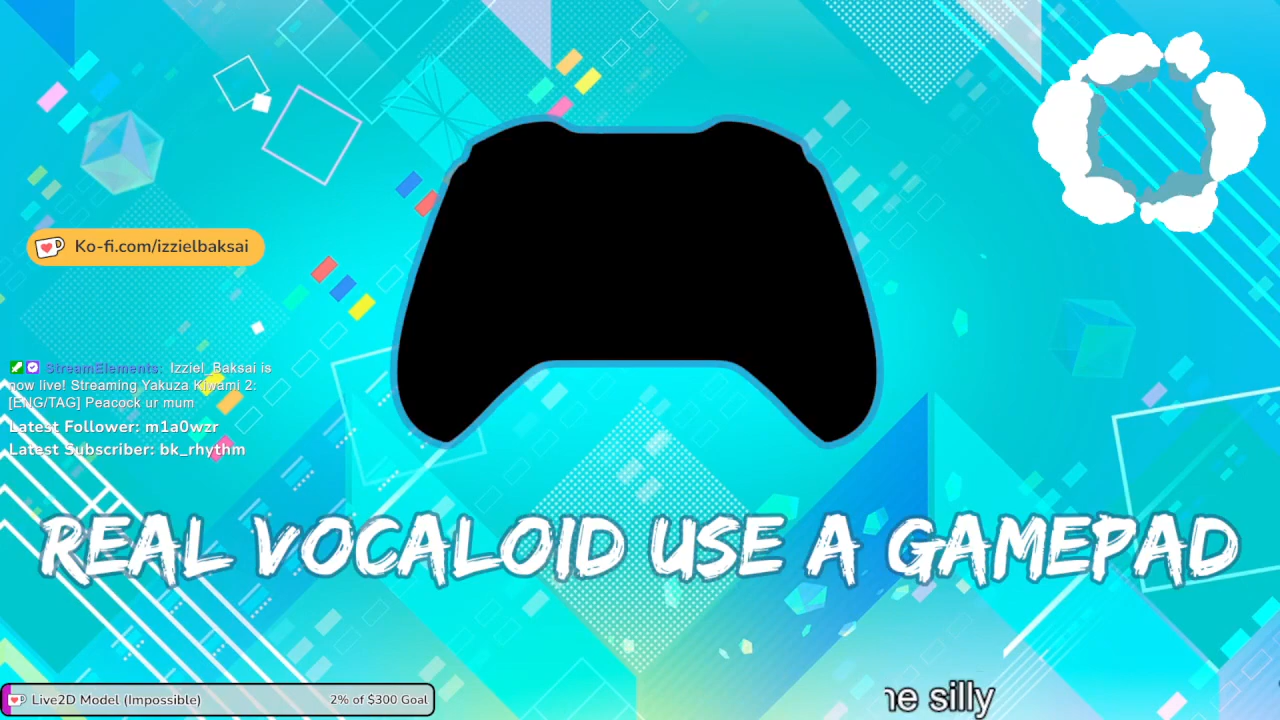 Ko-fi.com/izzielbaksai
StreamElements: Izziel_Baksai is
now live! Streaming Yakuza Kiwami 2:
[ENG/TAG] Peacock ur mum
Latest Follower: m1a0wzr
Latest Subscriber: bk_rhythm
REAL VOCALOID USE A GAMEPAD
Live2D Model (Impossible) 2% of $300 Goal
silly